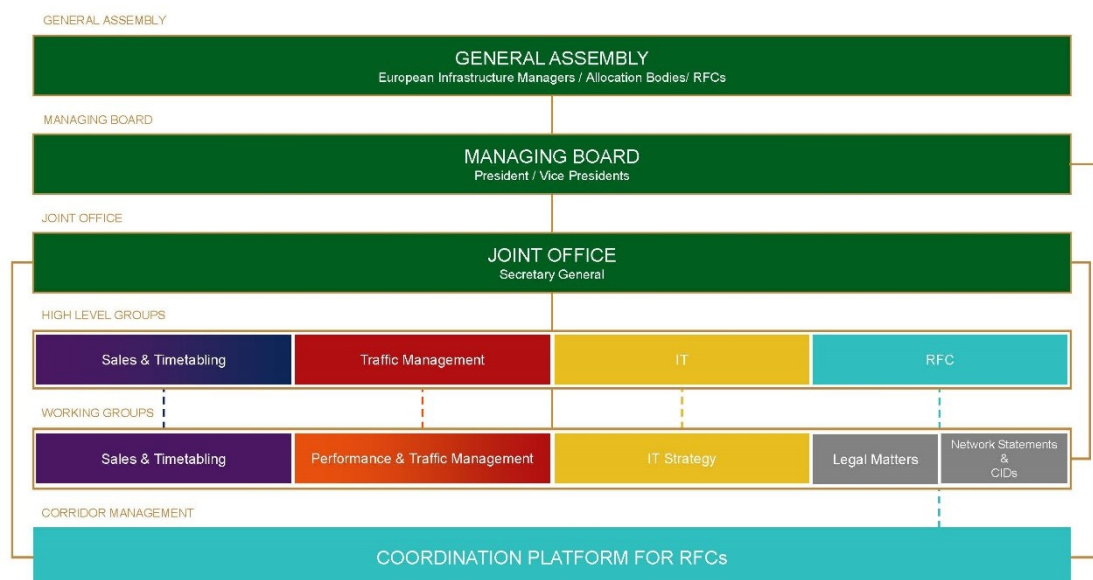 GENERAL ASSEMBLY
GENERAL ASSEMBLY
European Infrastructure Managers / Allocation Bodies/ RFCs
MANAGING BOARD
MANAGING BOARD
President / Vice Presidents
JOINT OFFICE
JOINT OFFICE
Secretary General
HIGH LEVEL GROUPS
Sales & Timetabling
Traffic Management
IT
RFC
WORKING GROUPS
Sales & Timetabling
Performance & Traffic Management
IT Strategy
Legal Matters
Network Statements
&
CIDs
CORRIDOR MANAGEMENT
COORDINATION PLATFORM FOR RFCs